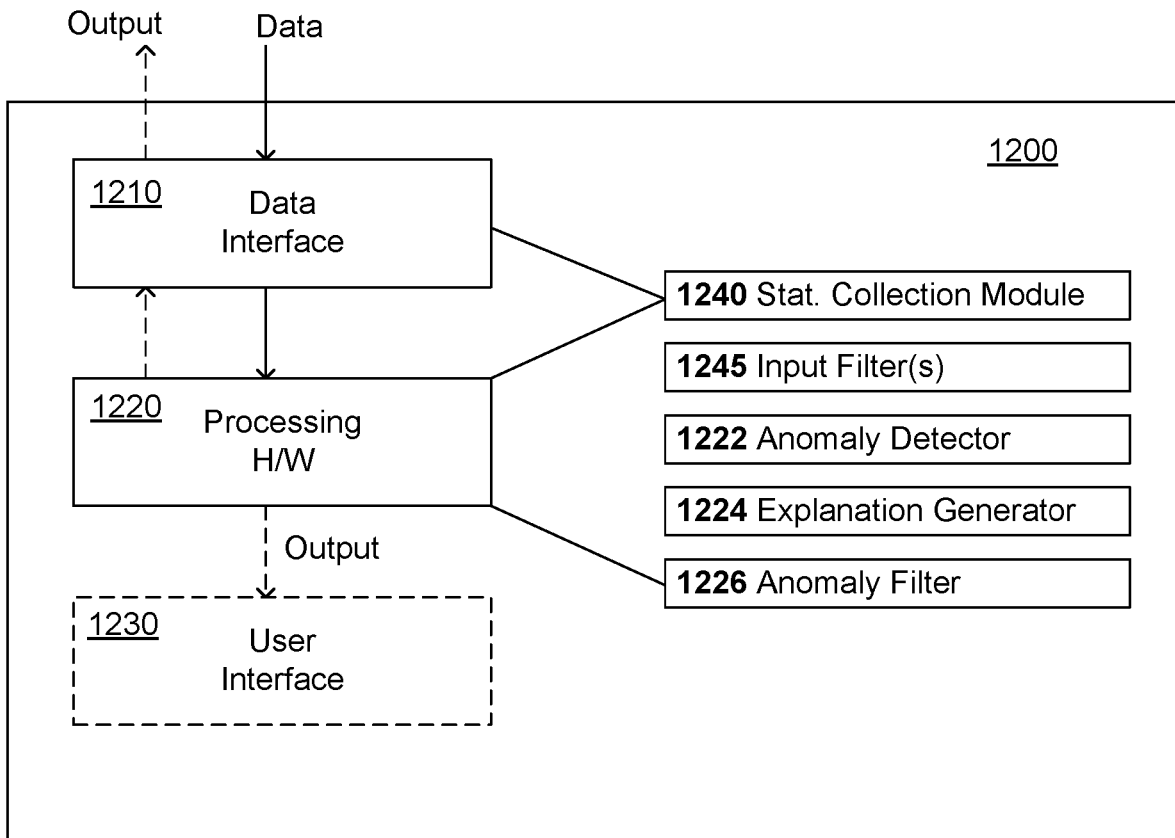 Output
Data
1200
1210
Data
Interface
1240 Stat. Collection Module
1245 Input Filter(s)
1220
Processing
H/W
1222 Anomaly Detector
1224 Explanation Generator
Output
1226 Anomaly Filter
1230
User
Interface